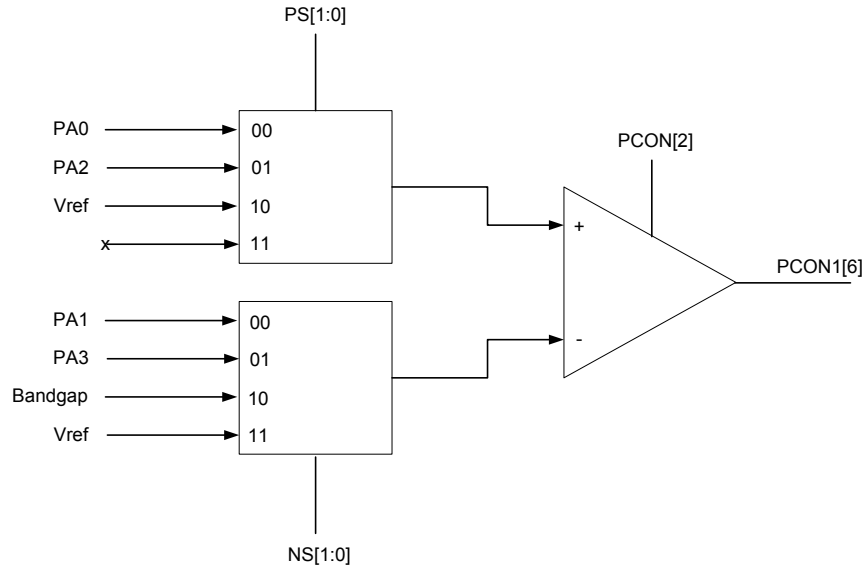 PS[1:0]
PA0
00
PCON[2]
PA2
01
Vref
10
+
x
11
PCON1[6]
PA1
00
PA3
01
-
Bandgap
10
Vref
11
NS[1:0]